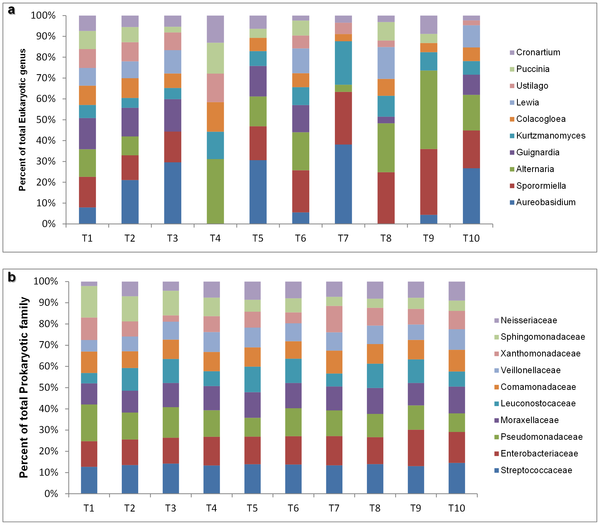 a
Percent of total Eukaryotic genus
100%
90%
80%
70%
60%
50%
40%
30%
20%
10%
0%
T1 T2 T3 T4 T5 T6 T7 T8 T9 T10
Cronartium
Puccinia
Ustilago
Lewia
Colacogloea
Kurtzmanomyces
Guignardia
Alternaria
Sporormiella
Aureobasidium
b
Percent of total Prokaryotic family
100%
90%
80%
70%
60%
50%
40%
30%
20%
10%
0%
T1 T2 T3 T4 T5 T6 T7 T8 T9 T10
Neisseriaceae
Sphingomonadaceae
Xanthomonadaceae
Veillonellaceae
Comamonadaceae
Leuconostocaceae
Moraxellaceae
Pseudomonadaceae
Enterobacteriaceae
Streptococcaceae